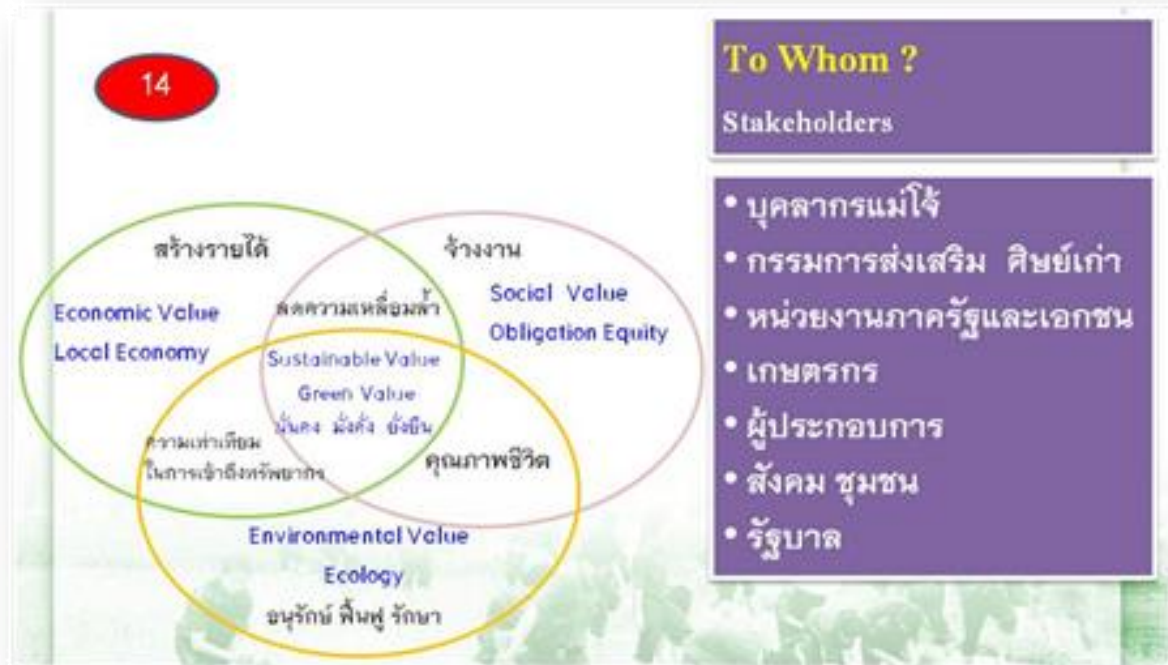 14
To Whom ?
Stakeholders
สร้างรายได้
จ้างงาน
Economic Value
Local Economy
ลดความเหลื่อมล้ำ
Social Value
Obligation Equity
Sustainable Value
Green Value
มั่นคง มั่งคั่ง ยั่งยืน
ความเท่าเทียม
ในการเข้าถึงทรัพยากร
คุณภาพชีวิต
Environmental Value
Ecology
อนุรักษ์ ฟื้นฟู รักษา
• บุคลากรแม่โจ้
• กรรมการส่งเสริม ศิษย์เก่า
• หน่วยงานภาครัฐและเอกชน
• เกษตรกร
• ผู้ประกอบการ
• สังคม ชุมชน
• รัฐบาล